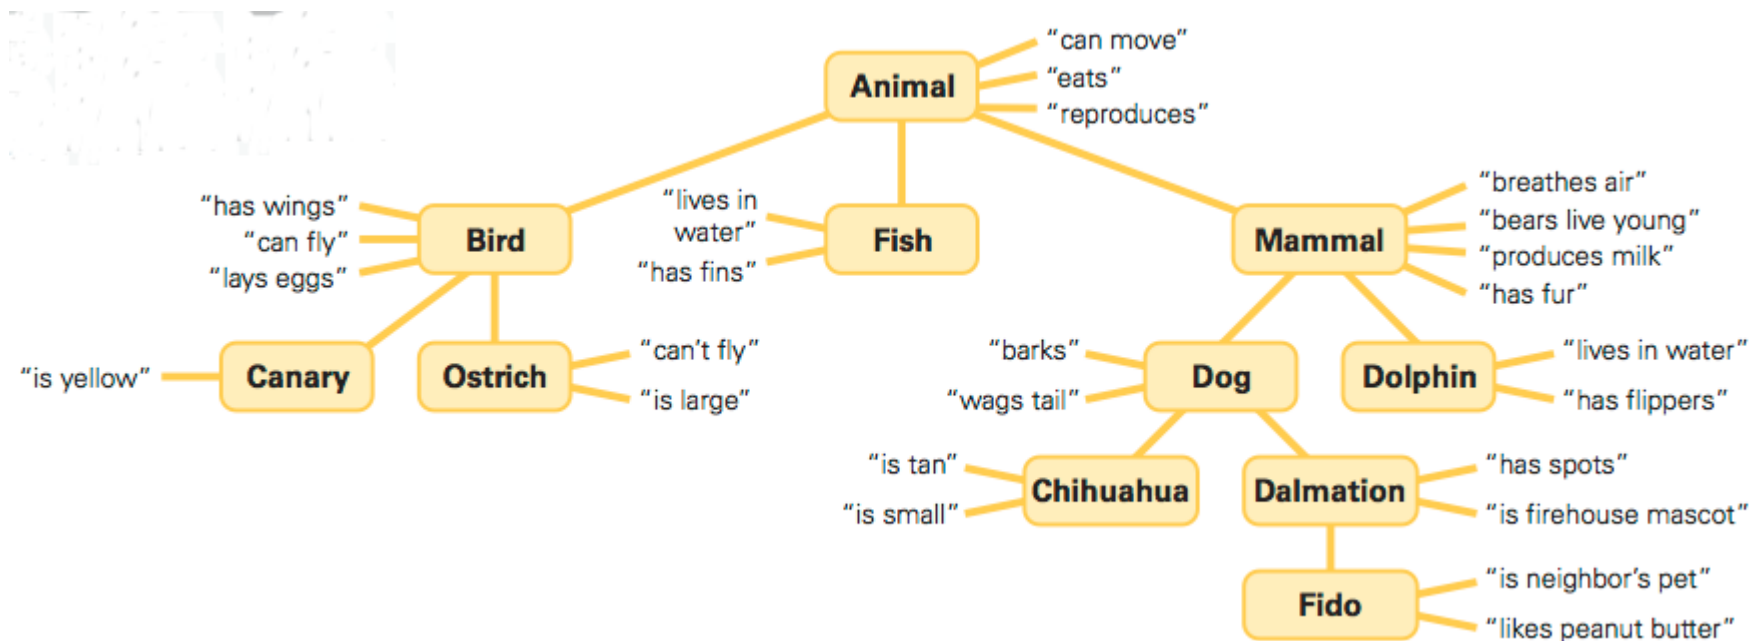 “can move”
Animal
“eats”
“reproduces”
“has wings”
“can fly”
“lays eggs”
Bird
“lives in
water”
“has fins”
Fish
Mammal
“breathes air”
“bears live young”
“produces milk”
“has fur”
“is yellow”
Canary
Ostrich
“can’t fly”
“is large”
“barks”
“wags tail”
Dog
Dolphin
“lives in water”
“has flippers”
“is tan”
“is small”
Chihuahua
Dalmation
“has spots”
“is firehouse mascot”
Fido
“is neighbor’s pet”
“likes peanut butter”